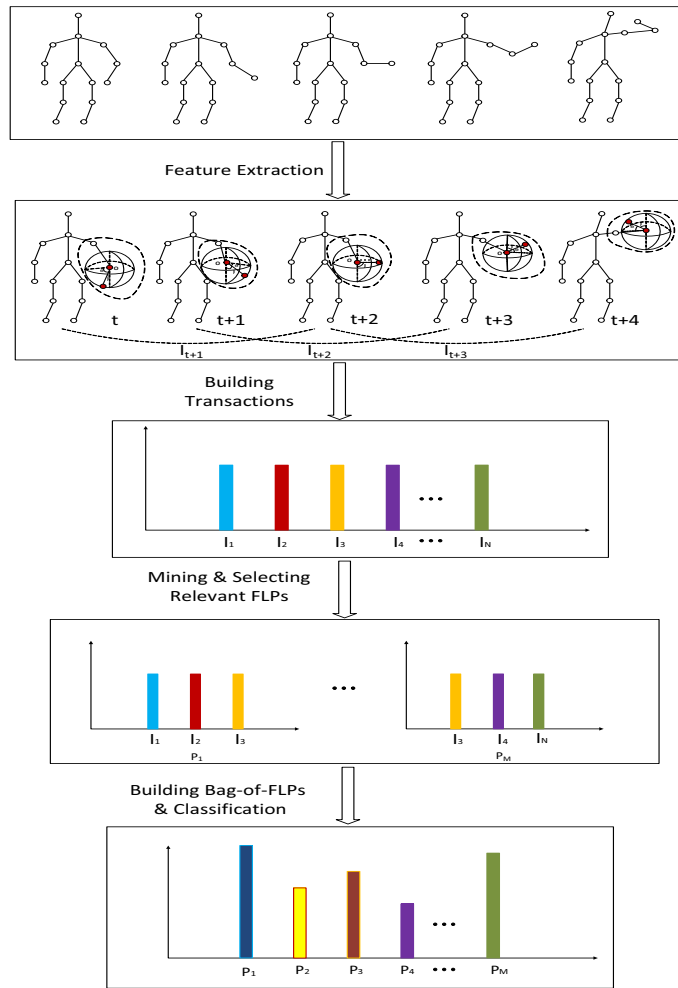 Feature Extraction
t t+1 t+2 t+3 t+4
I t+1 I t+2 I t+3
Building
Transactions
I1 I2 I3 I4 ••• IN
Mining & Selecting
Relevant FLPs
•••
I1 I2 I3 I3 I4 IN
P1 PM
Building Bag-of-FLPs
& Classification
P1 P2 P3 P4 ••• PM